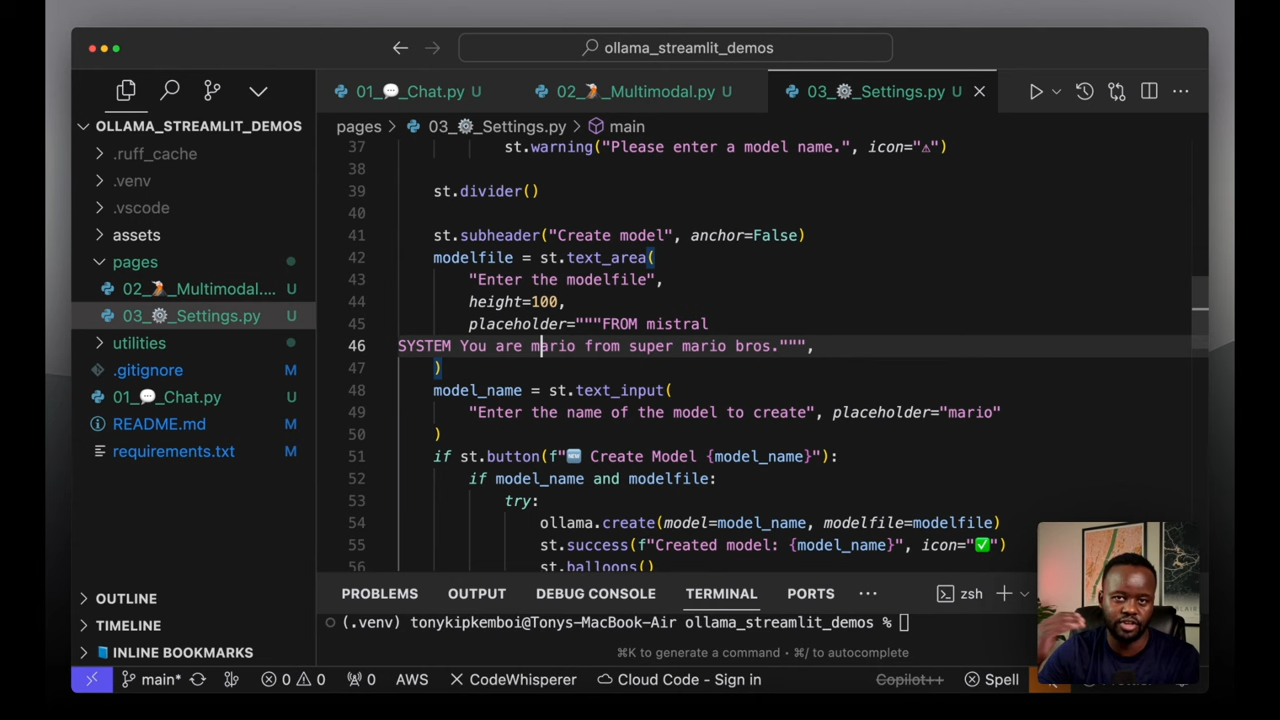 ollama_streamlit_demos
01_💬_Chat.py U
02_🌋_Multimodal.py U
03_⚙️_Settings.py U
OLLAMA_STREAMLIT_DEMOS
.ruff_cache
.venv
.vscode
assets
pages
02_🌋_Multimodal.... U
03_⚙️_Settings.py U
utilities
.gitignore M
01_💬_Chat.py U
README.md M
requirements.txt M
OUTLINE
TIMELINE
INLINE BOOKMARKS
pages > 03_⚙️_Settings.py > main
37 st.warning("Please enter a model name.", icon="⚠")
38
39 st.divider()
40
41 st.subheader("Create model", anchor=False)
42 modelfile = st.text_area(
43 "Enter the modelfile",
44 height=100,
45 placeholder="""FROM mistral
46 SYSTEM You are mario from super mario bros.""",
47 )
48 model_name = st.text_input(
49 "Enter the name of the model to create", placeholder="mario"
50 )
51 if st.button(f"🆕 Create Model {model_name}"):
52 if model_name and modelfile:
53 try:
54 ollama.create(model=model_name, modelfile=modelfile)
55 st.success(f"Created model: {model_name}", icon="✅")
56 st.balloons()
PROBLEMS OUTPUT DEBUG CONSOLE TERMINAL PORTS ··· zsh
(.venv) tonykipkemboi@Tonys-MacBook-Air ollama_streamlit_demos %
⌘K to generate a command · ⌘/ to autocomplete
main* 0 0 0 AWS CodeWhisperer Cloud Code - Sign in Copilot++ Spell